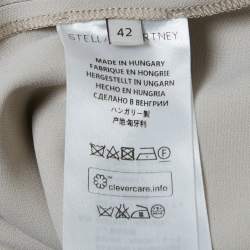 STELLA McCARTNEY
42
MADE IN HUNGARY
FABRIQUE EN HONGRIE
HERGESTELLT IN UNGARN
HECHO EN HUNGRIA
СДЕЛАНО В ВЕНГРИИ
ハンガリー製
产地:匈牙利
clevercare.info